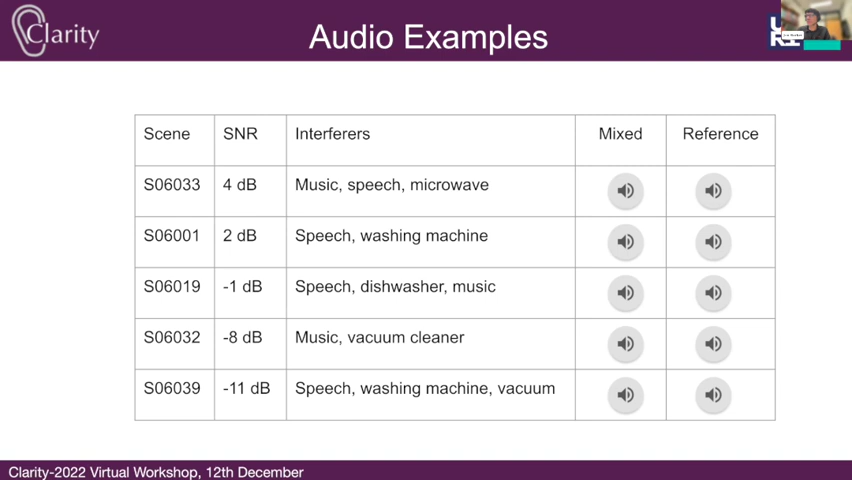 Clarity
Audio Examples
Scene SNR Interferers Mixed Reference
S06033 4 dB Music, speech, microwave
S06001 2 dB Speech, washing machine
S06019 -1 dB Speech, dishwasher, music
S06032 -8 dB Music, vacuum cleaner
S06039 -11 dB Speech, washing machine, vacuum
Clarity-2022 Virtual Workshop, 12th December